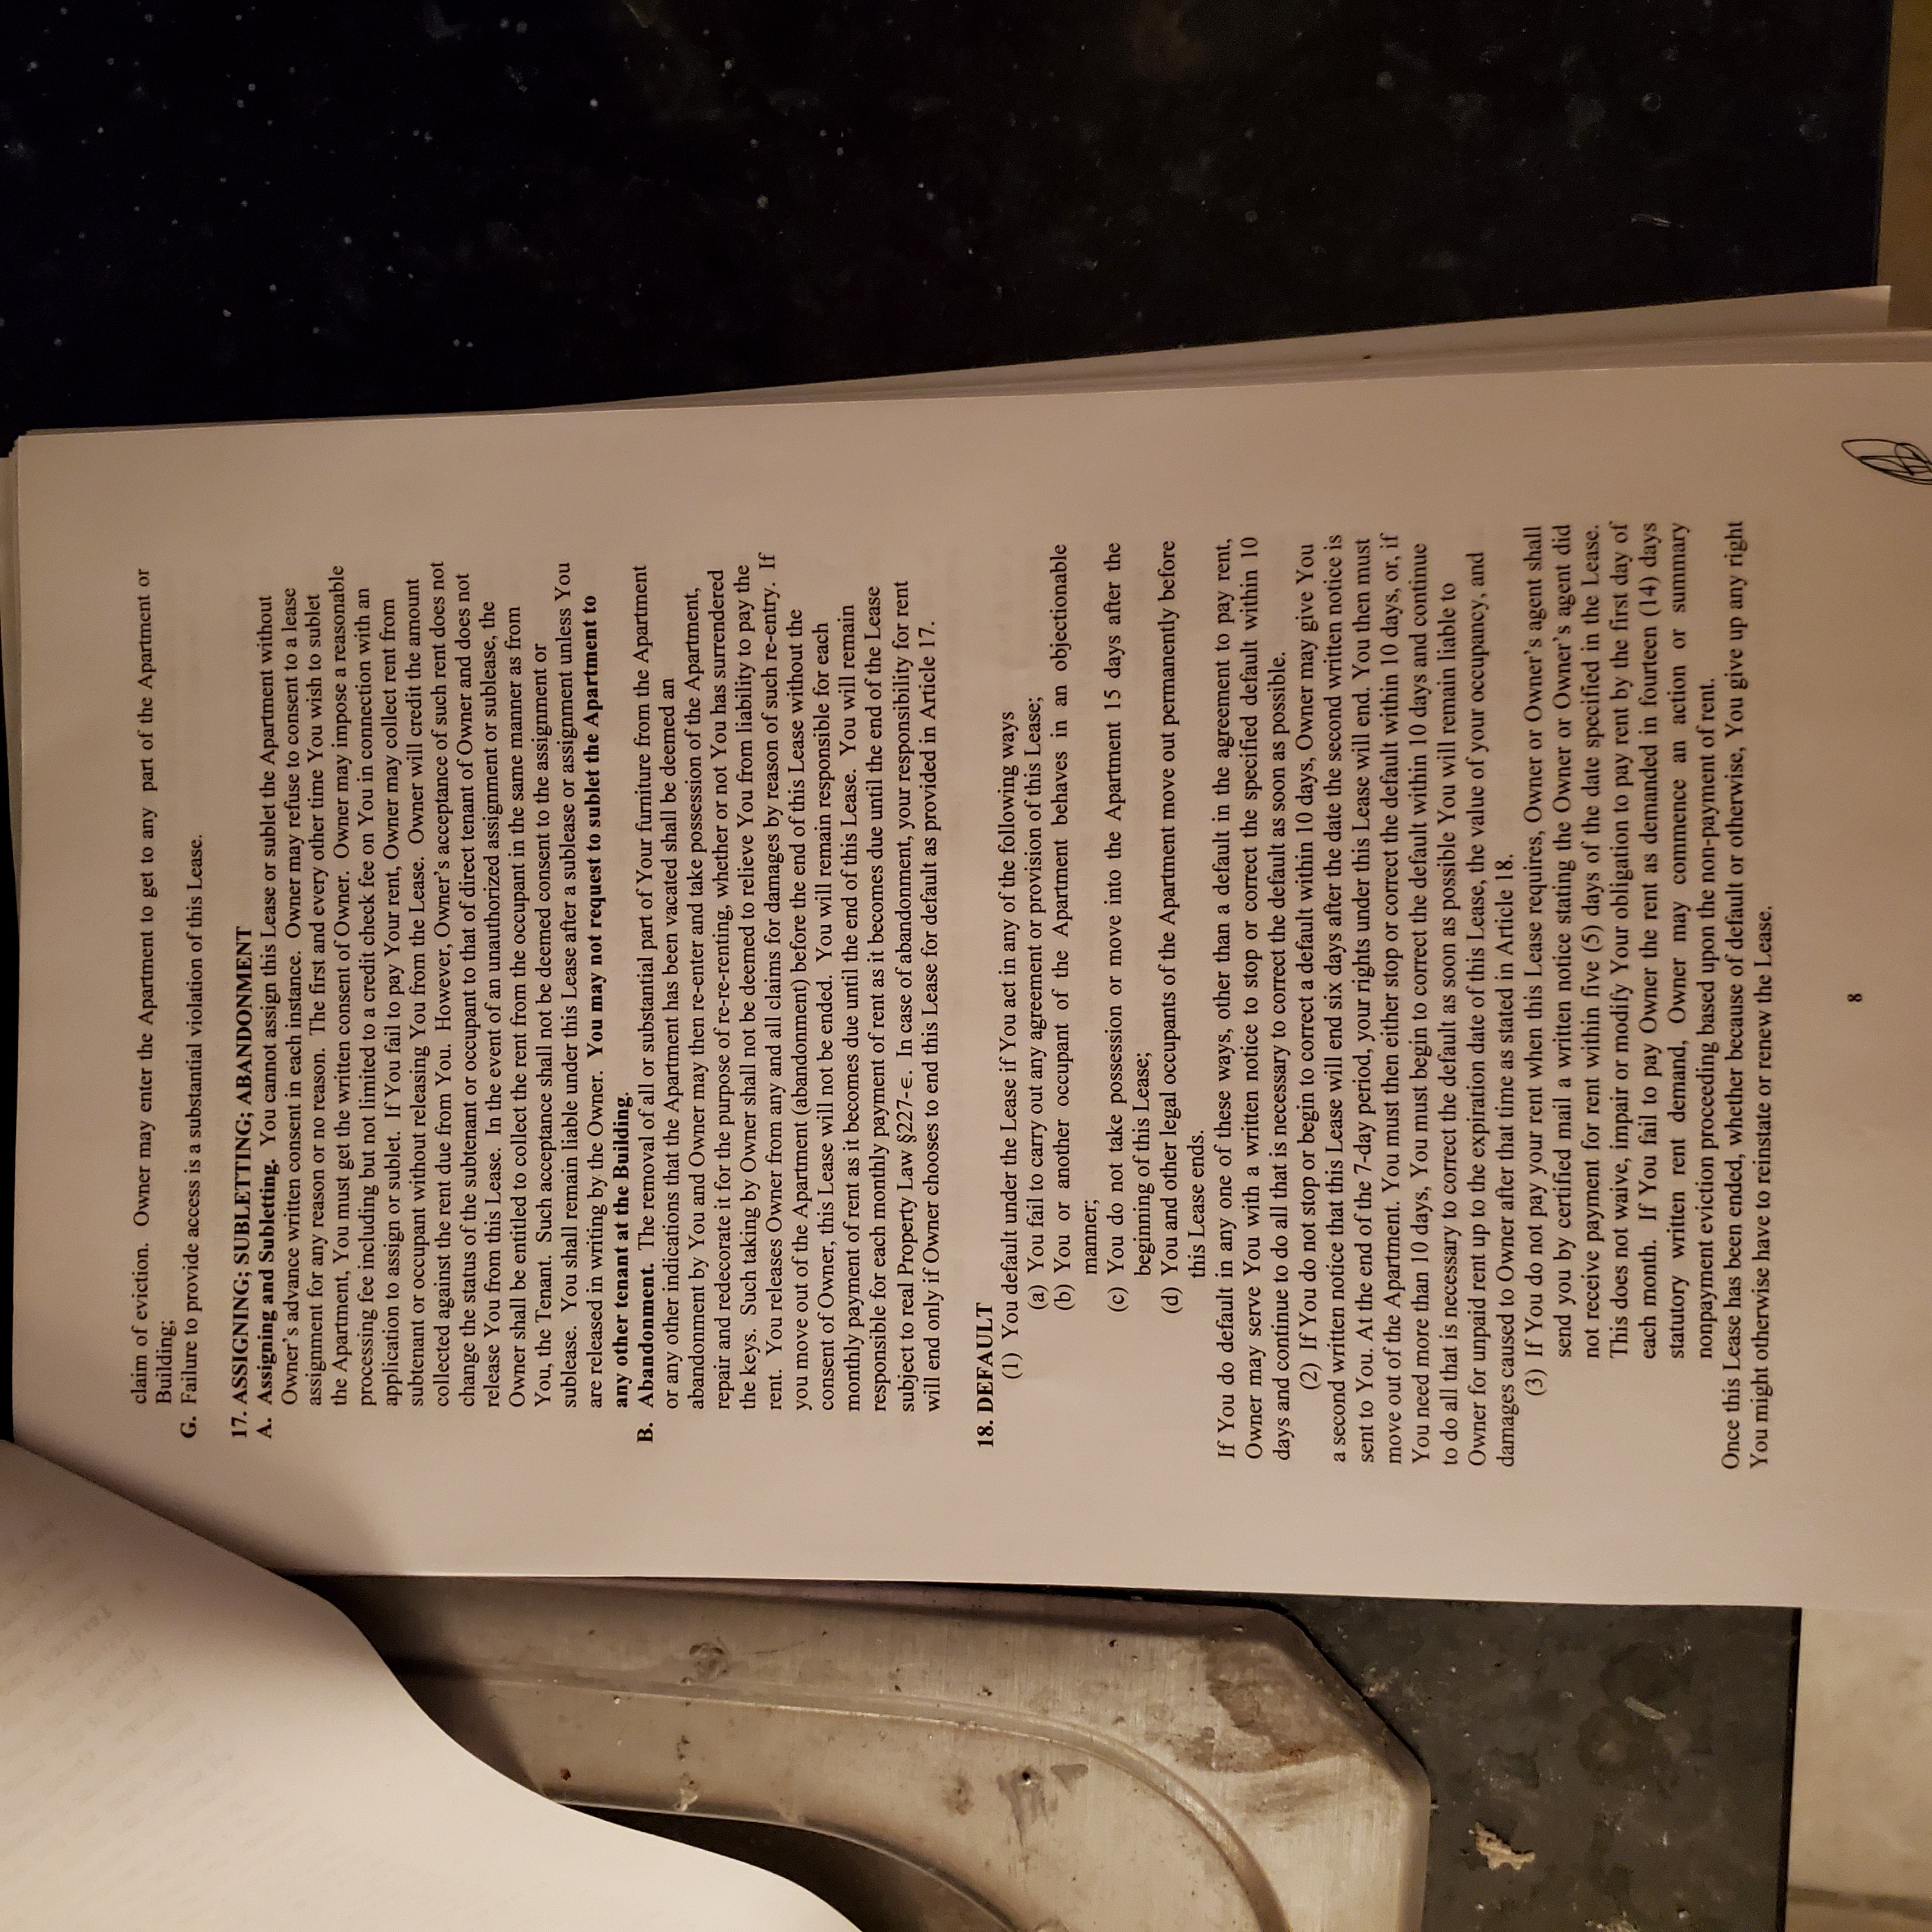 claim of eviction. Owner may enter the Apartment to get to any part of the Apartment or
Building;
G. Failure to provide access is a substantial violation of this Lease.
17. ASSIGNING; SUBLETTING; ABANDONMENT
A. Assigning and Subletting. You cannot assign this Lease or sublet the Apartment without
Owner's advance written consent in each instance. Owner may refuse to consent to a lease
assignment for any reason or no reason. The first and every other time You wish to sublet
the Apartment, You must get the written consent of Owner. Owner may impose a reasonable
processing fee including but not limited to a credit check fee on You in connection with an
application to assign or sublet. If You fail to pay Your rent, Owner may collect rent from
subtenant or occupant without releasing You from the Lease. Owner will credit the amount
collected against the rent due from You. However, Owner's acceptance of such rent does not
change the status of the subtenant or occupant to that of direct tenant of Owner and does not
release You from this Lease. In the event of an unauthorized assignment or sublease, the
Owner shall be entitled to collect the rent from the occupant in the same manner as from
You, the Tenant. Such acceptance shall not be deemed consent to the assignment or
sublease. You shall remain liable under this Lease after a sublease or assignment unless You
are released in writing by the Owner. You may not request to sublet the Apartment to
any other tenant at the Building.
B. Abandonment. The removal of all or substantial part of Your furniture from the Apartment
or any other indications that the Apartment has been vacated shall be deemed an
abandonment by You and Owner may then re-enter and take possession of the Apartment,
repair and redecorate it for the purpose of re-re-renting, whether or not You has surrendered
the keys. Such taking by Owner shall not be deemed to relieve You from liability to pay the
rent. You releases Owner from any and all claims for damages by reason of such re-entry. If
you move out of the Apartment (abandonment) before the end of this Lease without the
consent of Owner, this Lease will not be ended. You will remain responsible for each
monthly payment of rent as it becomes due until the end of this Lease. You will remain
responsible for each monthly payment of rent as it becomes due until the end of the Lease
subject to real Property Law §227-є. In case of abandonment, your responsibility for rent
will end only if Owner chooses to end this Lease for default as provided in Article 17.
18. DEFAULT
(1) You default under the Lease if You act in any of the following ways
(a) You fail to carry out any agreement or provision of this Lease;
(b) You or another occupant of the Apartment behaves in an objectionable
manner;
(c) You do not take possession or move into the Apartment 15 days after the
beginning of this Lease;
(d) You and other legal occupants of the Apartment move out permanently before
this Lease ends.
If You do default in any one of these ways, other than a default in the agreement to pay rent,
Owner may serve You with a written notice to stop or correct the specified default within 10
days and continue to do all that is necessary to correct the default as soon as possible.
(2) If You do not stop or begin to correct a default within 10 days, Owner may give You
a second written notice that this Lease will end six days after the date the second written notice is
sent to You. At the end of the 7-day period, your rights under this Lease will end. You then must
move out of the Apartment. You must then either stop or correct the default within 10 days, or, if
You need more than 10 days, You must begin to correct the default within 10 days and continue
to do all that is necessary to correct the default as soon as possible You will remain liable to
Owner for unpaid rent up to the expiration date of this Lease, the value of your occupancy, and
damages caused to Owner after that time as stated in Article 18.
(3) If You do not pay your rent when this Lease requires, Owner or Owner's agent shall
send you by certified mail a written notice stating the Owner or Owner's agent did
not receive payment for rent within five (5) days of the date specified in the Lease.
This does not waive, impair or modify Your obligation to pay rent by the first day of
each month. If You fail to pay Owner the rent as demanded in fourteen (14) days
statutory written rent demand, Owner may commence an action or summary
nonpayment eviction proceeding based upon the non-payment of rent.
Once this Lease has been ended, whether because of default or otherwise, You give up any right
You might otherwise have to reinstate or renew the Lease.
8